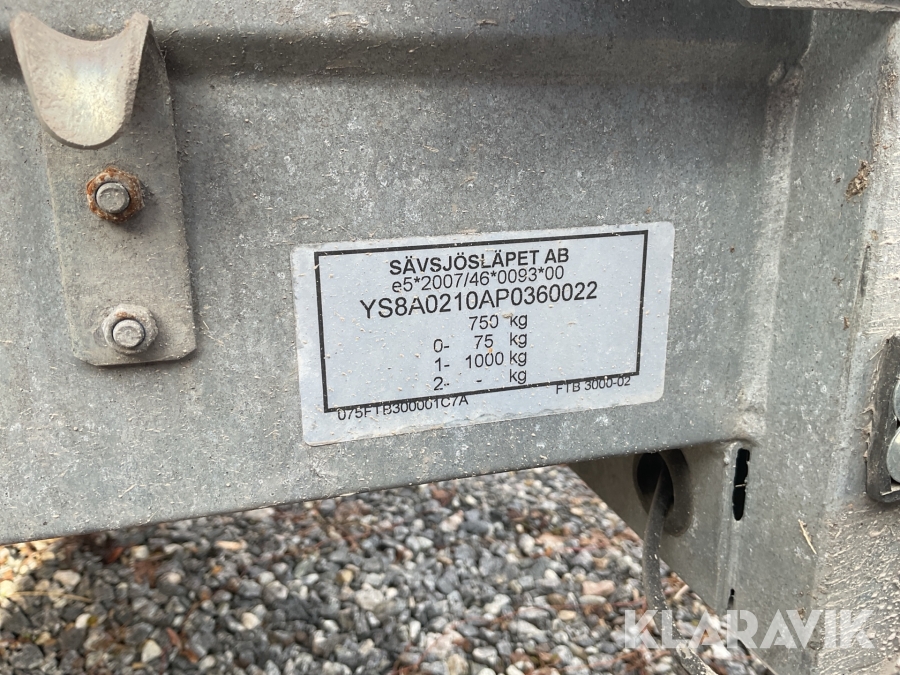 SÄVSJÖSLÄPET AB
e5*2007/46*0093*00
YS8A0210AP0360022
750 kg
0- 75 kg
1- 1000 kg
2- - kg
075FTB300001C7A FTB 3000-02
KLARAVIK